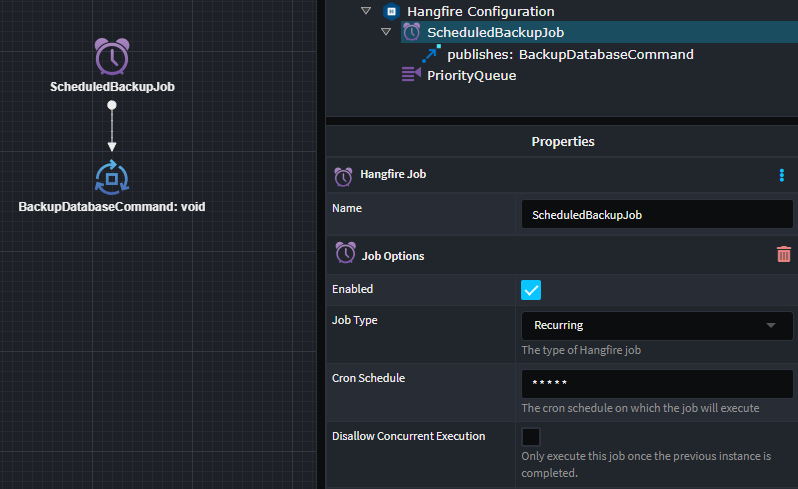 ScheduledBackupJob
BackupDatabaseCommand: void
Hangfire Configuration
ScheduledBackupJob
publishes: BackupDatabaseCommand
PriorityQueue
Properties
Hangfire Job
Name
ScheduledBackupJob
Job Options
Enabled
Job Type
Recurring
The type of Hangfire job
Cron Schedule
* * * * *
The cron schedule on which the job will execute
Disallow Concurrent Execution
Only execute this job once the previous instance is
completed.